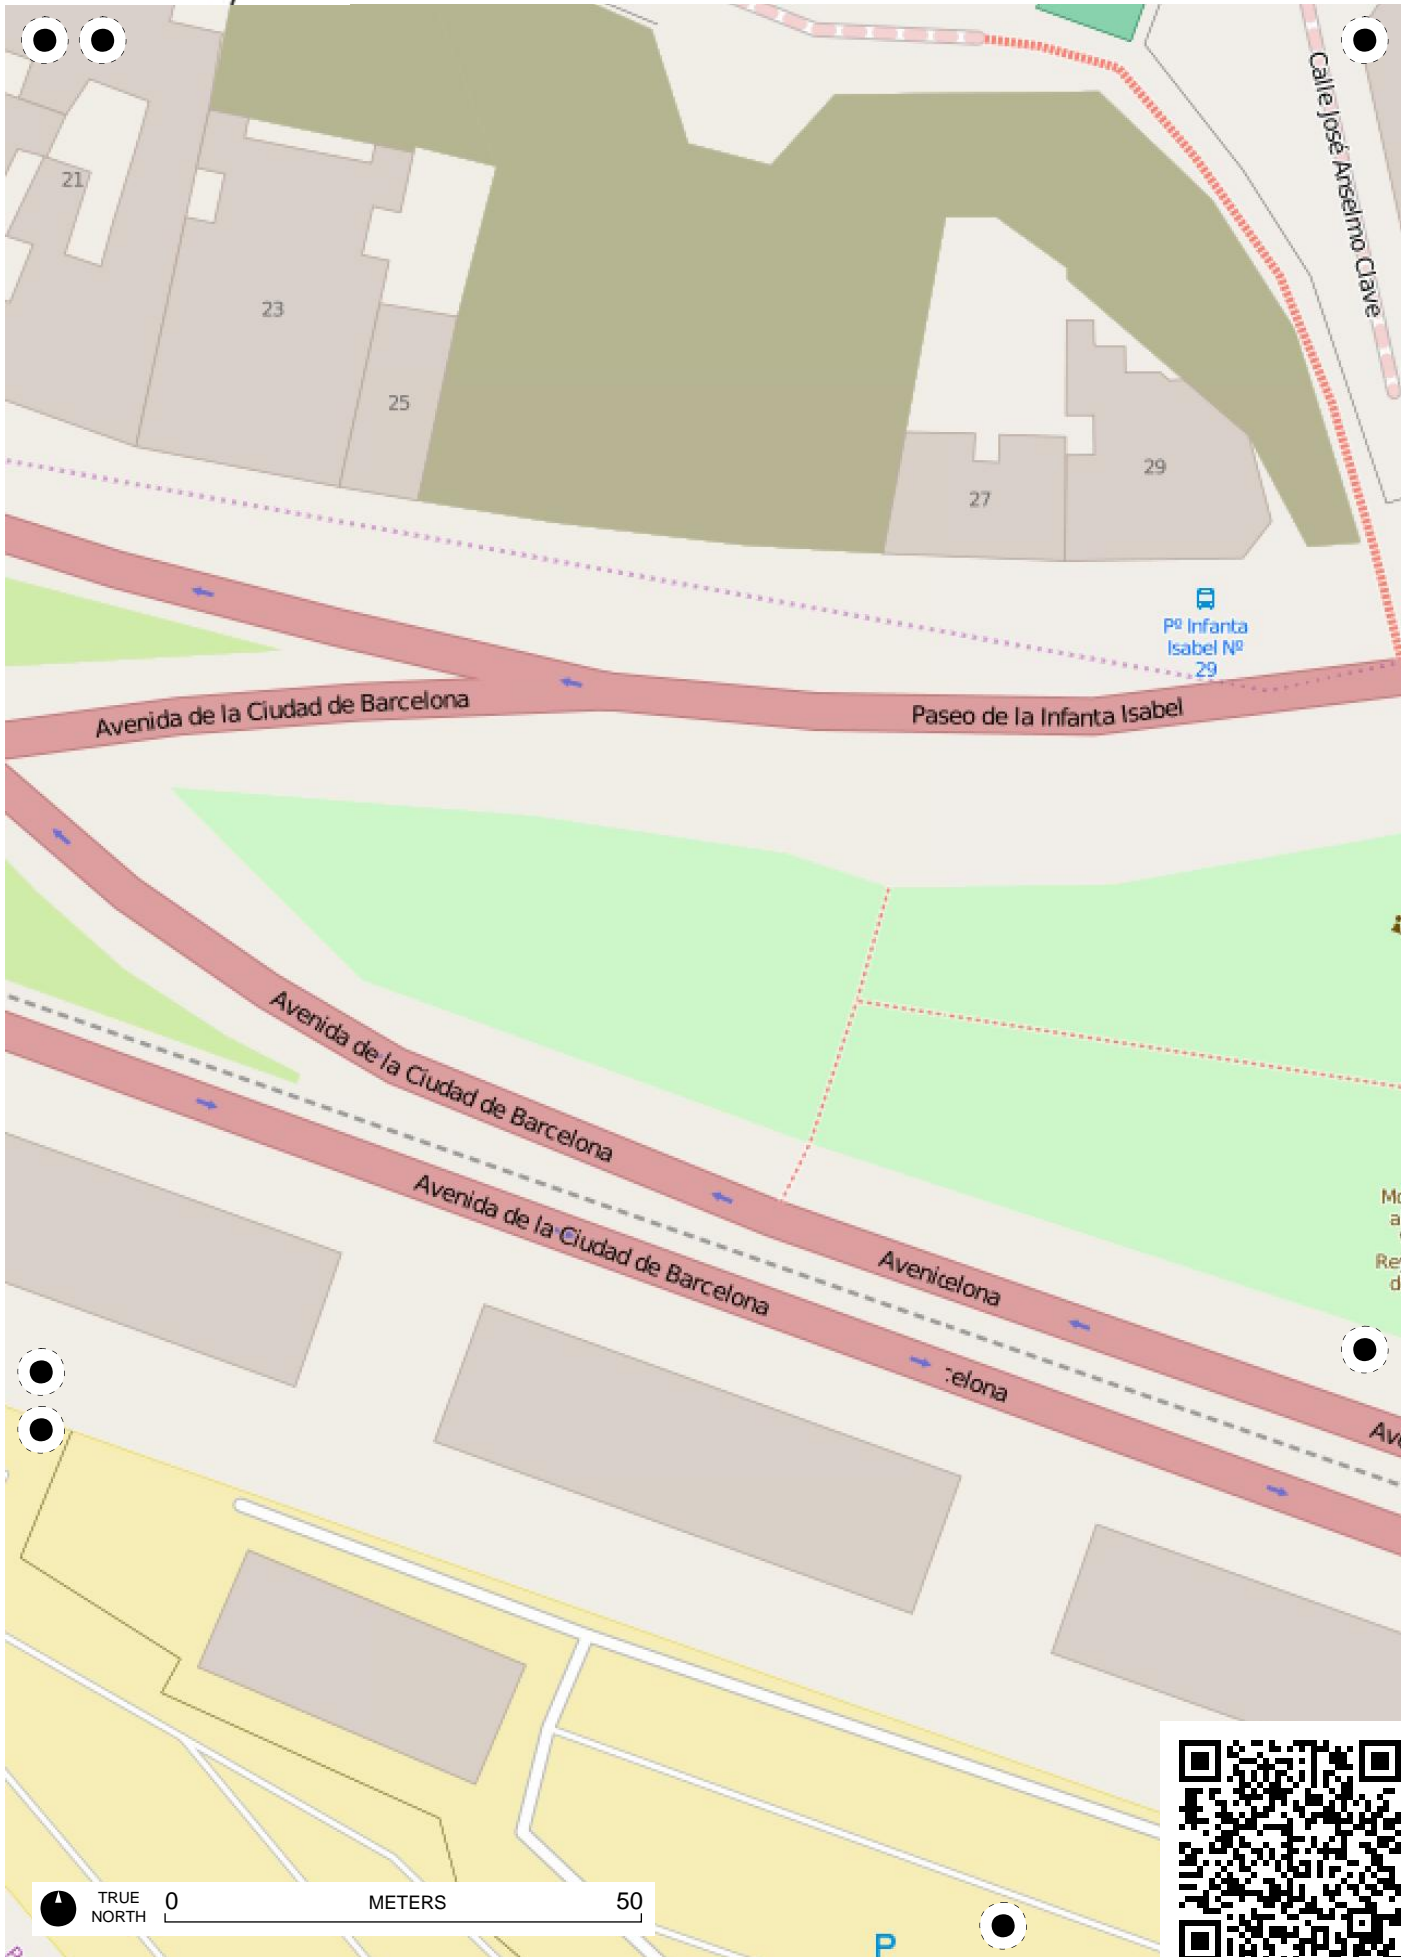 Calle José Anselmo Clave
21
23
25
29
27
Pº Infanta
Isabel Nº
29
Avenida de la Ciudad de Barcelona
Paseo de la Infanta Isabel
Avenida de la Ciudad de Barcelona
Avenida de la Ciudad de Barcelona
Avenicelona
elona
TRUE
NORTH
0
METERS
50
P